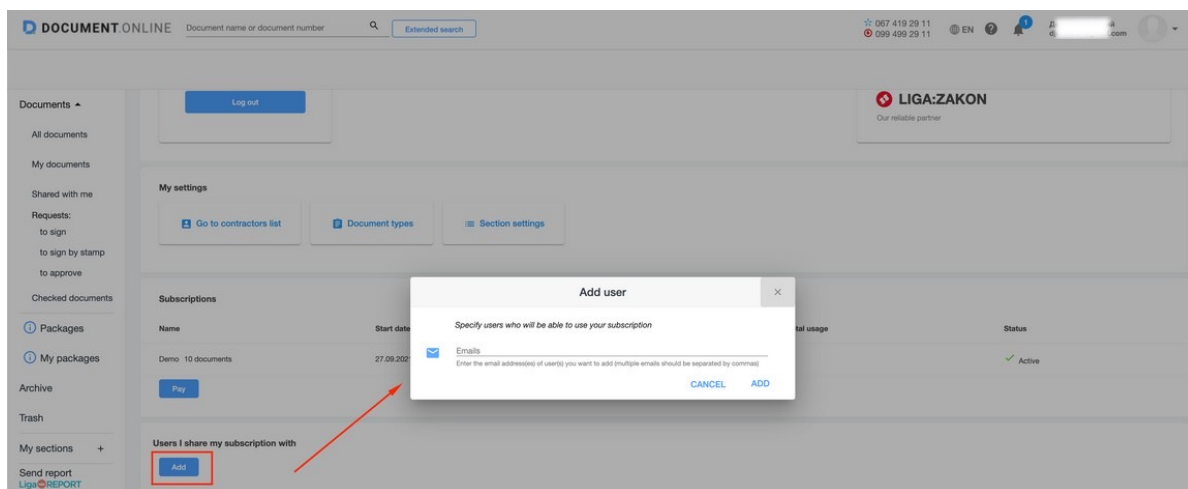 DOCUMENT.ONLINE
Document name or document number
Extended search
067 419 29 11
099 499 29 11
EN
1
.com
Documents
All documents
My documents
Shared with me
Requests:
to sign
to sign by stamp
to approve
Checked documents
Packages
My packages
Archive
Trash
My sections +
Send report
Liga REPORT
Log out
LIGA:ZAKON
Our reliable partner
My settings
Go to contractors list
Document types
Section settings
Subscriptions
Name
Start date
usage
Status
Demo 10 documents
27.09.202
Active
Pay
Users I share my subscription with
Add
Add user
Specify users who will be able to use your subscription
Emails
Enter the email address(es) of user(s) you want to add (multiple emails should be separated by commas)
CANCEL
ADD